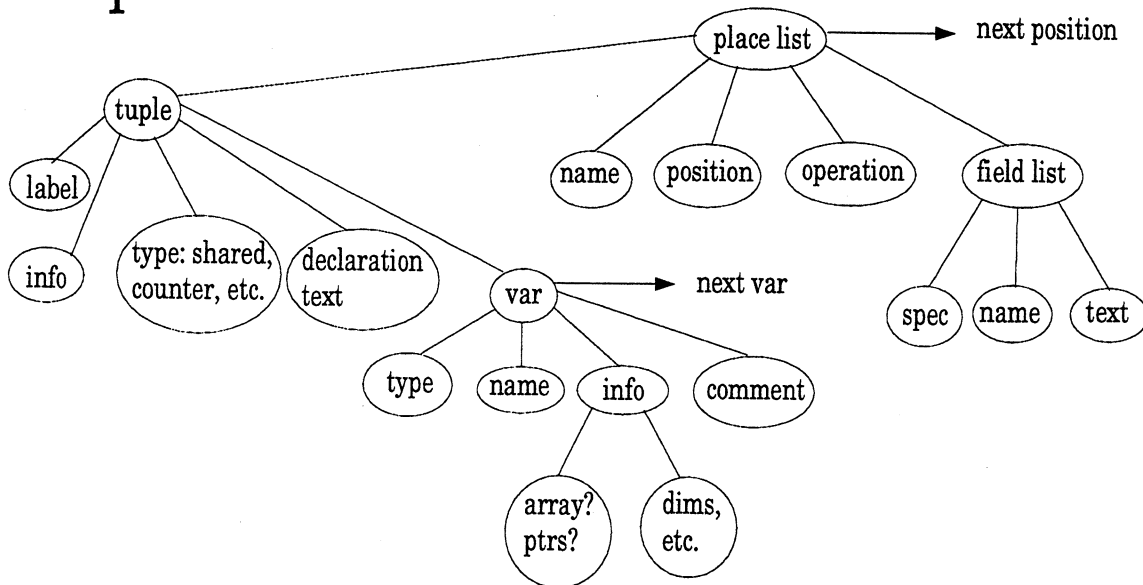 place list
next position
tuple
name
position
operation
field list
label
info
type: shared,
counter, etc.
declaration
text
var
next var
spec
name
text
type
name
info
comment
array?
ptrs?
dims,
etc.